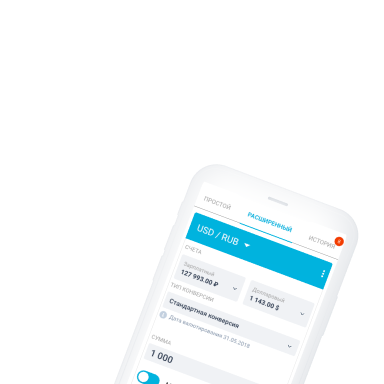 ПРОСТОЙ РАСШИРЕННЫЙ ИСТОРИЯ
USD / RUB
СЧЕТА
Зарплатный Долларовый
127 993.00 ₽ 1 143.00 $
ТИП КОНВЕРСИИ
Стандартная конверсия
Дата валютирования 31.05.2018
СУММА
1 000